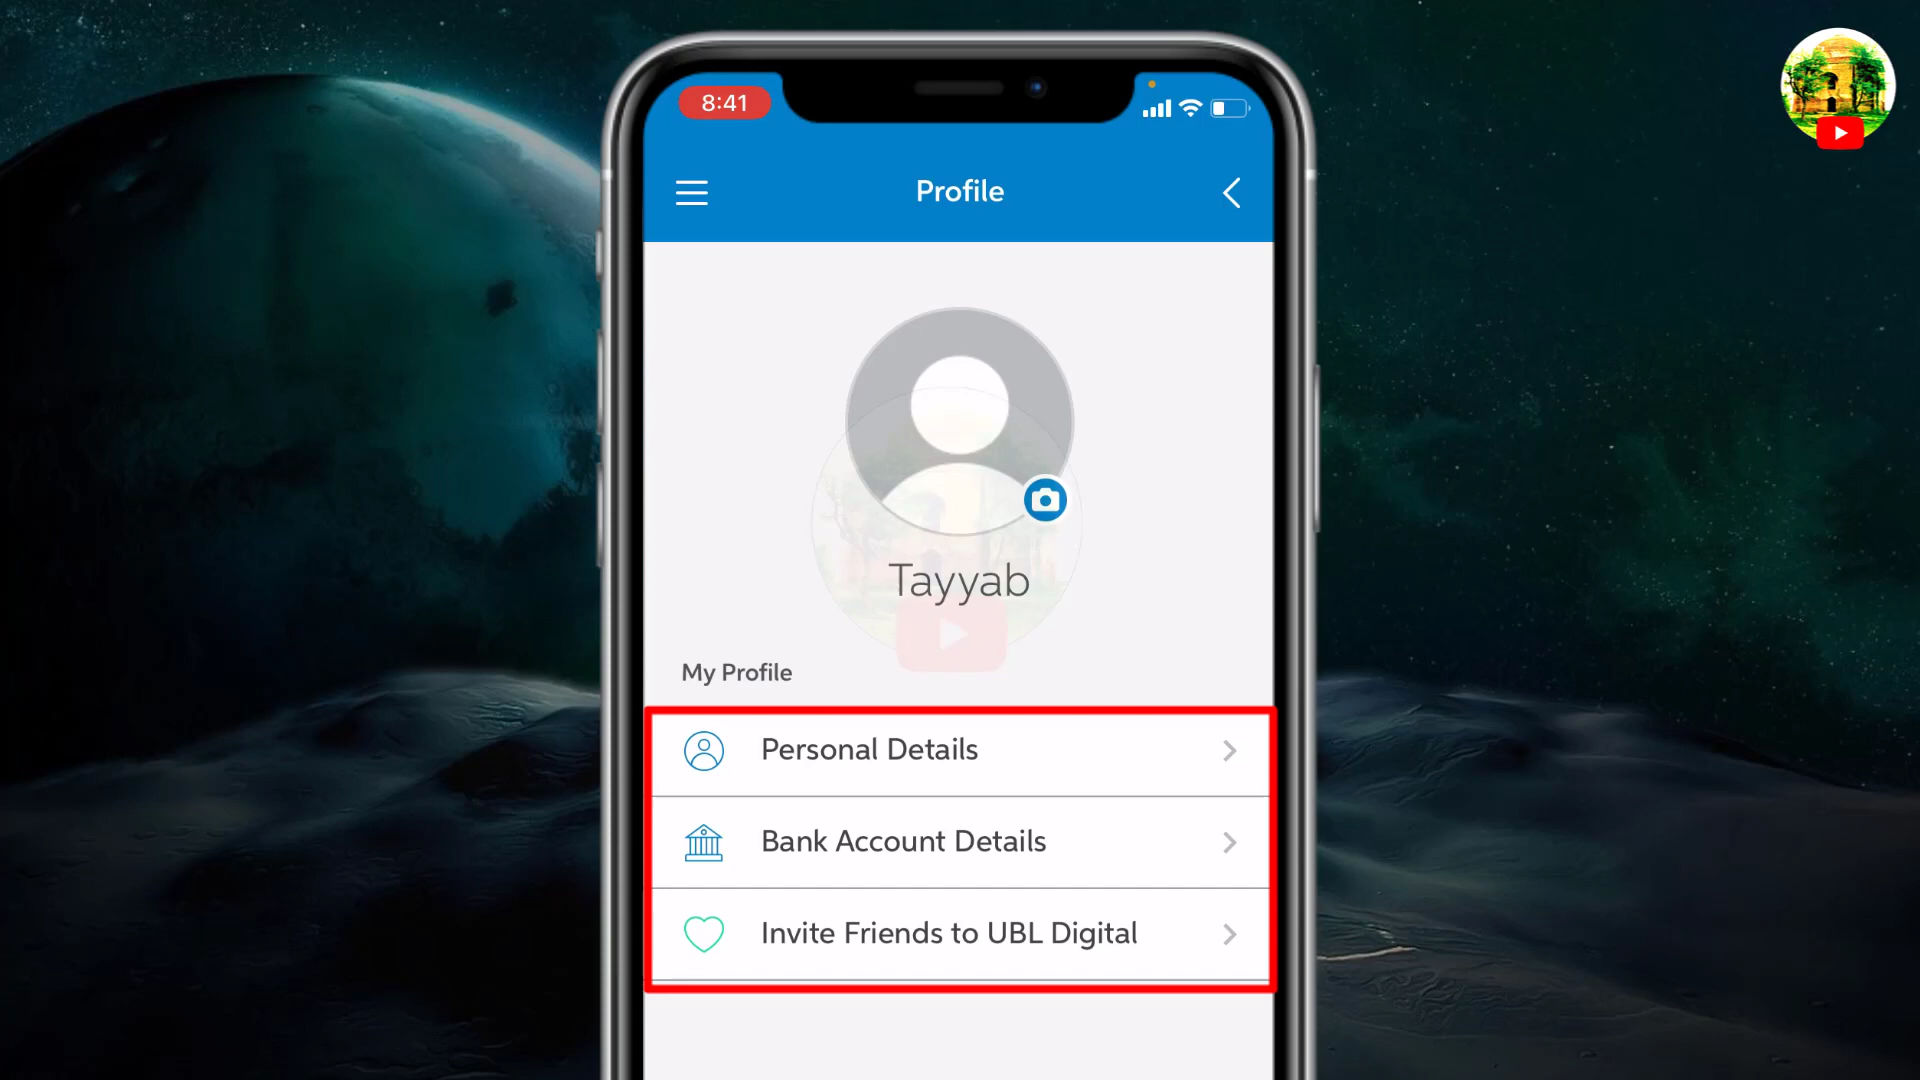 8:41
Profile
Tayyab
My Profile
Personal Details
Bank Account Details
Invite Friends to UBL Digital